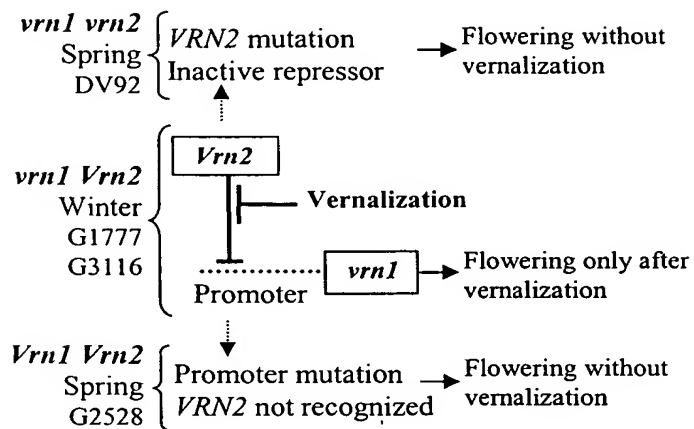 vrn1 vrn2
Spring
DV92
VRN2 mutation
Inactive repressor
Flowering without
vernalization
vrn1 Vrn2
Winter
G1777
G3116
Vrn2
Vernalization
Promoter
vrn1
Flowering only after
vernalization
Vrn1 Vrn2
Spring
G2528
Promoter mutation
VRN2 not recognized
Flowering without
vernalization